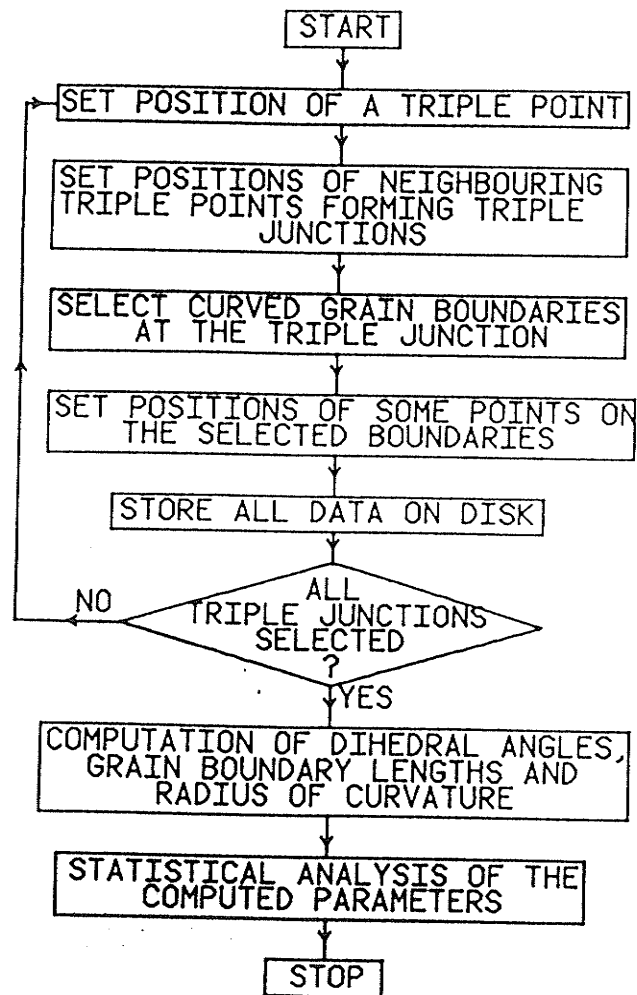 START
SET POSITION OF A TRIPLE POINT
SET POSITIONS OF NEIGHBOURING
TRIPLE POINTS FORMING TRIPLE
JUNCTIONS
SELECT CURVED GRAIN BOUNDARIES
AT THE TRIPLE JUNCTION
SET POSITIONS OF SOME POINTS ON
THE SELECTED BOUNDARIES
STORE ALL DATA ON DISK
ALL
TRIPLE JUNCTIONS
SELECTED
?
NO
YES
COMPUTATION OF DIHEDRAL ANGLES,
GRAIN BOUNDARY LENGTHS AND
RADIUS OF CURVATURE
STATISTICAL ANALYSIS OF THE
COMPUTED PARAMETERS
STOP